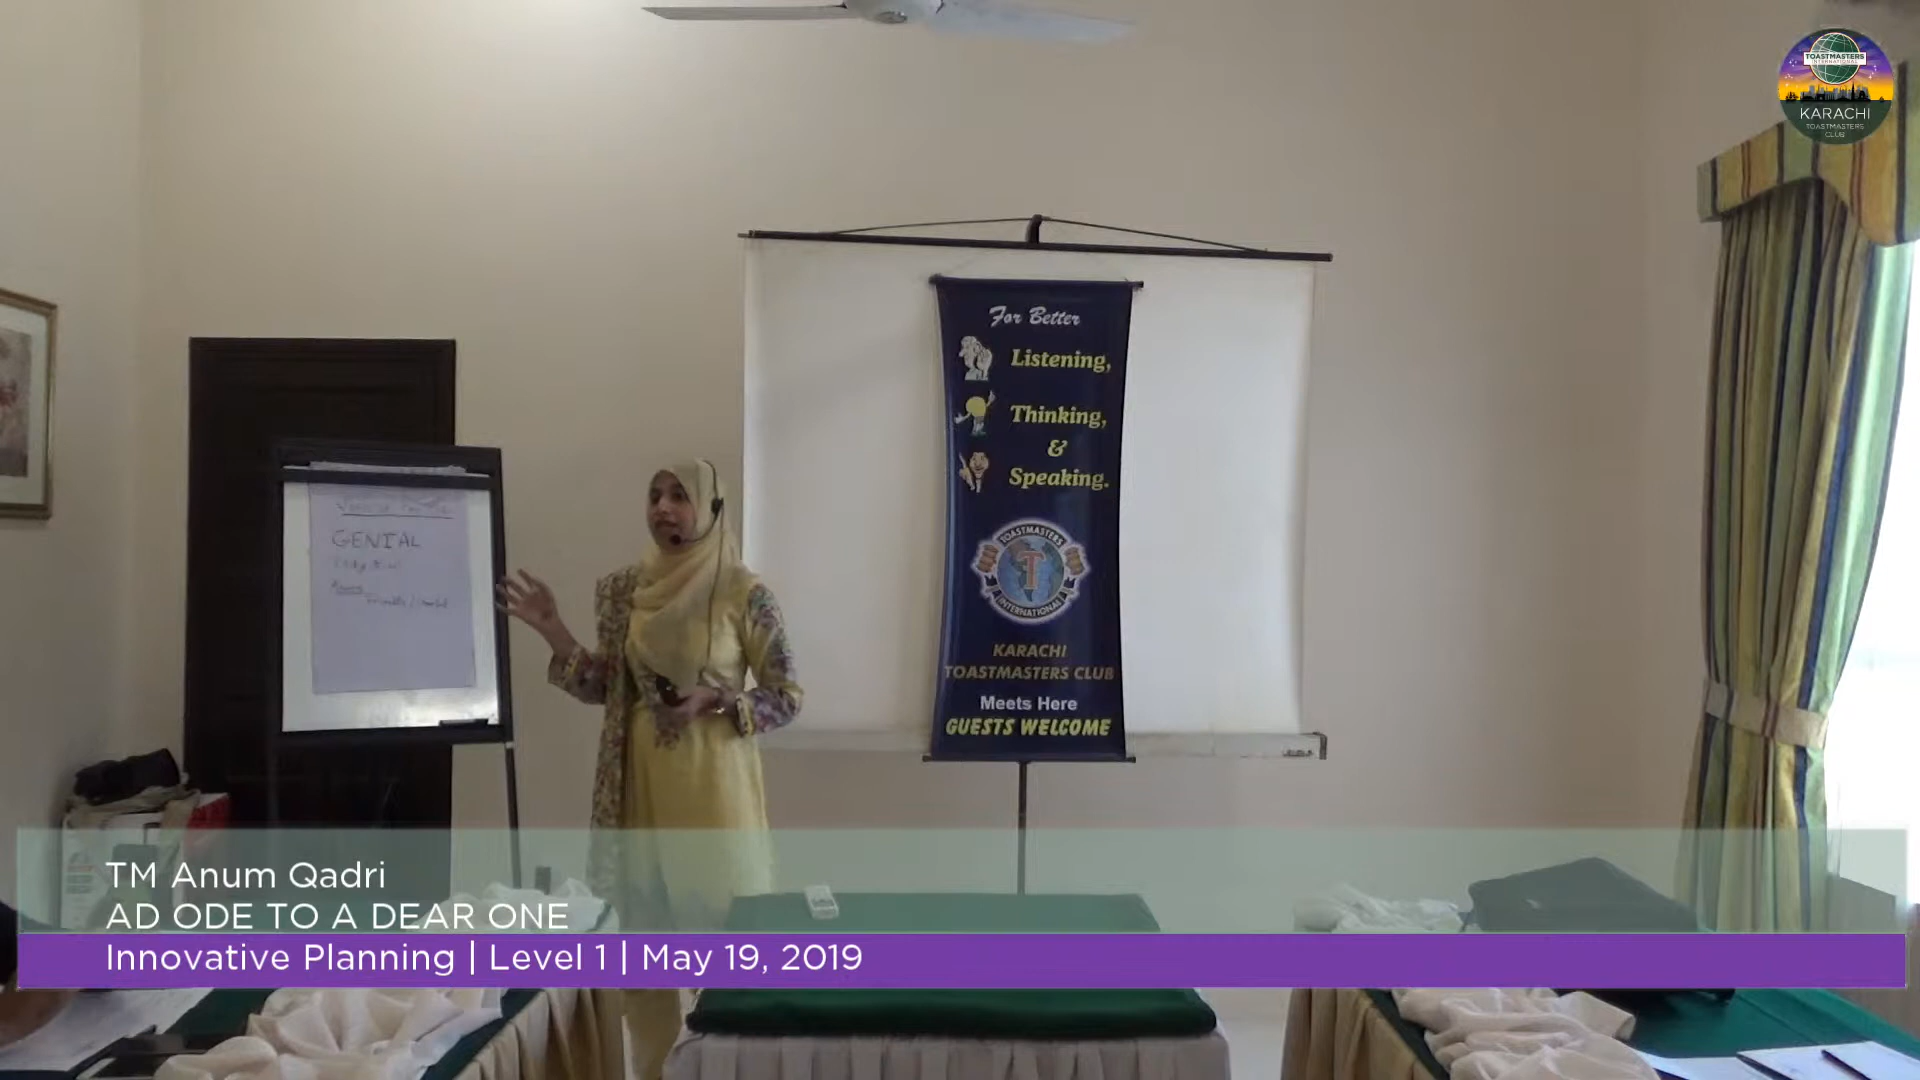 TOASTMASTERS
INTERNATIONAL
KARACHI
TOASTMASTERS
CLUB
For Better
Listening,
Thinking,
&
Speaking.
TOASTMASTERS
T
INTERNATIONAL
KARACHI
TOASTMASTERS CLUB
Meets Here
GUESTS WELCOME
GENIAL
TM Anum Qadri
AD ODE TO A DEAR ONE
Innovative Planning | Level 1 | May 19, 2019